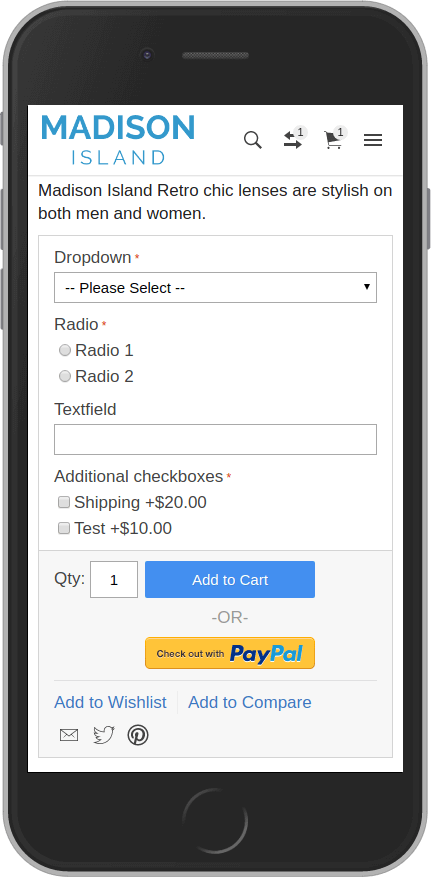 MADISON
ISLAND
1
1
Madison Island Retro chic lenses are stylish on
both men and women.
Dropdown *
-- Please Select --
Radio *
Radio 1
Radio 2
Textfield
Additional checkboxes *
Shipping +$20.00
Test +$10.00
Qty: 1 Add to Cart
-OR-
Check out with PayPal
Add to Wishlist Add to Compare